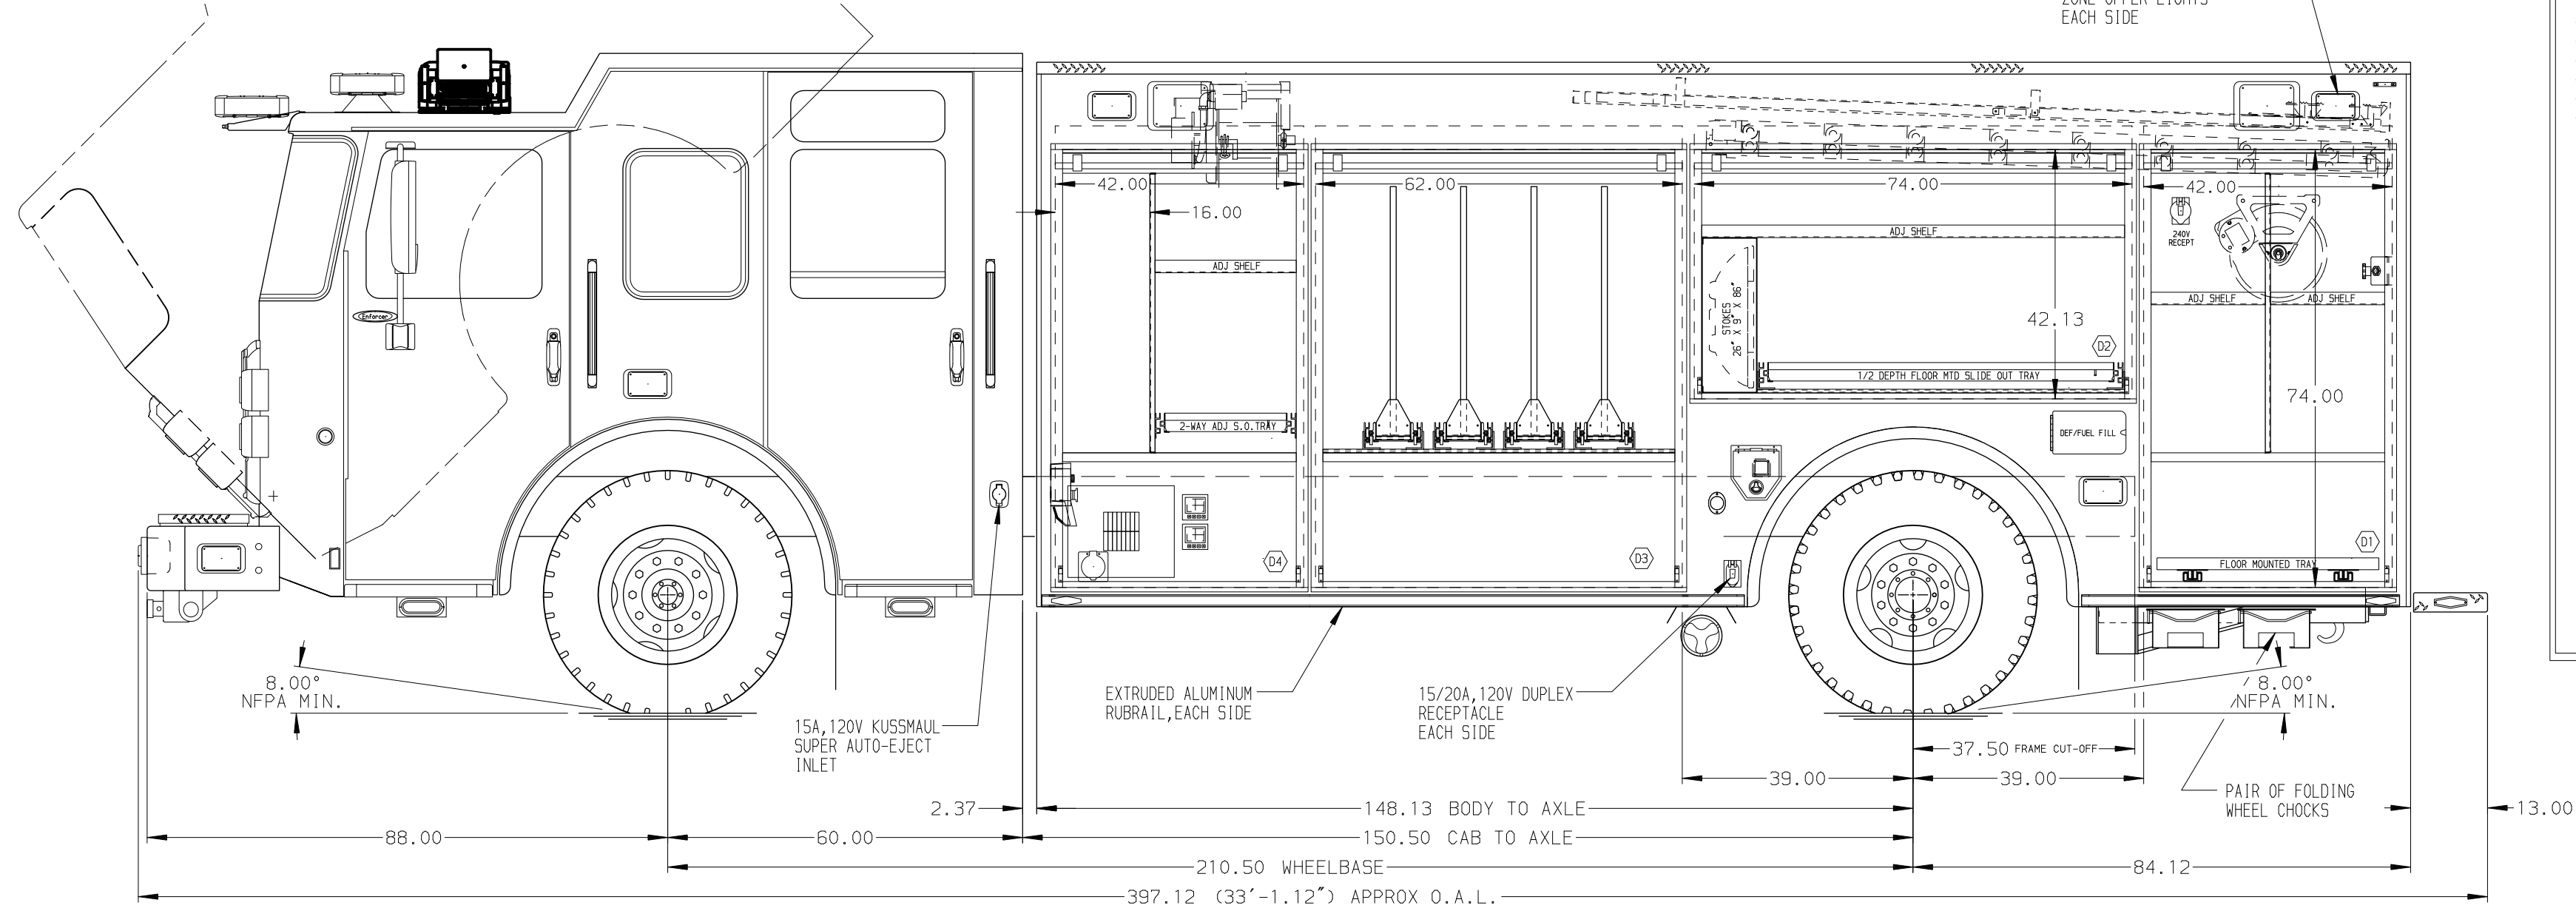 ZONE UPPER LIGHTS
EACH SIDE
42.00
62.00
74.00
42.00
16.00
240V
RECEPT
ADJ SHELF
ADJ SHELF
ADJ SHELF
ADJ SHELF
Enforcer
STOKES
26" X 9" X 86"
42.13
D2
1/2 DEPTH FLOOR MTD SLIDE OUT TRAY
74.00
2-WAY ADJ S.O.TRAY
DEF/FUEL FILL
D4
D3
D1
FLOOR MOUNTED TRAY
8.00°
NFPA MIN.
15A,120V KUSSMAUL
SUPER AUTO-EJECT
INLET
EXTRUDED ALUMINUM
RUBRAIL,EACH SIDE
15/20A,120V DUPLEX
RECEPTACLE
EACH SIDE
8.00°
NFPA MIN.
37.50 FRAME CUT-OFF
39.00
39.00
PAIR OF FOLDING
WHEEL CHOCKS
2.37
148.13 BODY TO AXLE
13.00
88.00
60.00
150.50 CAB TO AXLE
210.50 WHEELBASE
84.12
397.12 (33'-1.12") APPROX O.A.L.